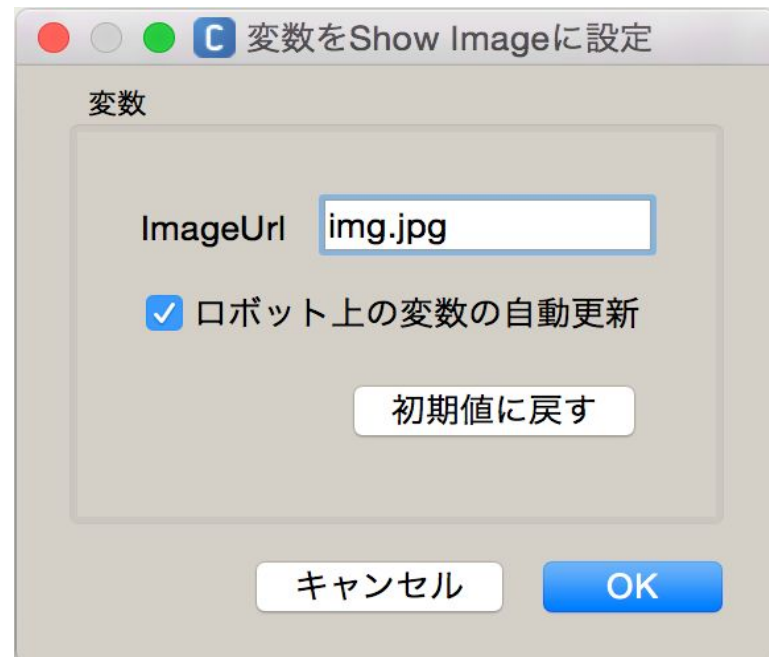 C 変数をShow Imageに設定
変数
ImageUrl img.jpg
ロボット上の変数の自動更新
初期値に戻す
キャンセル OK